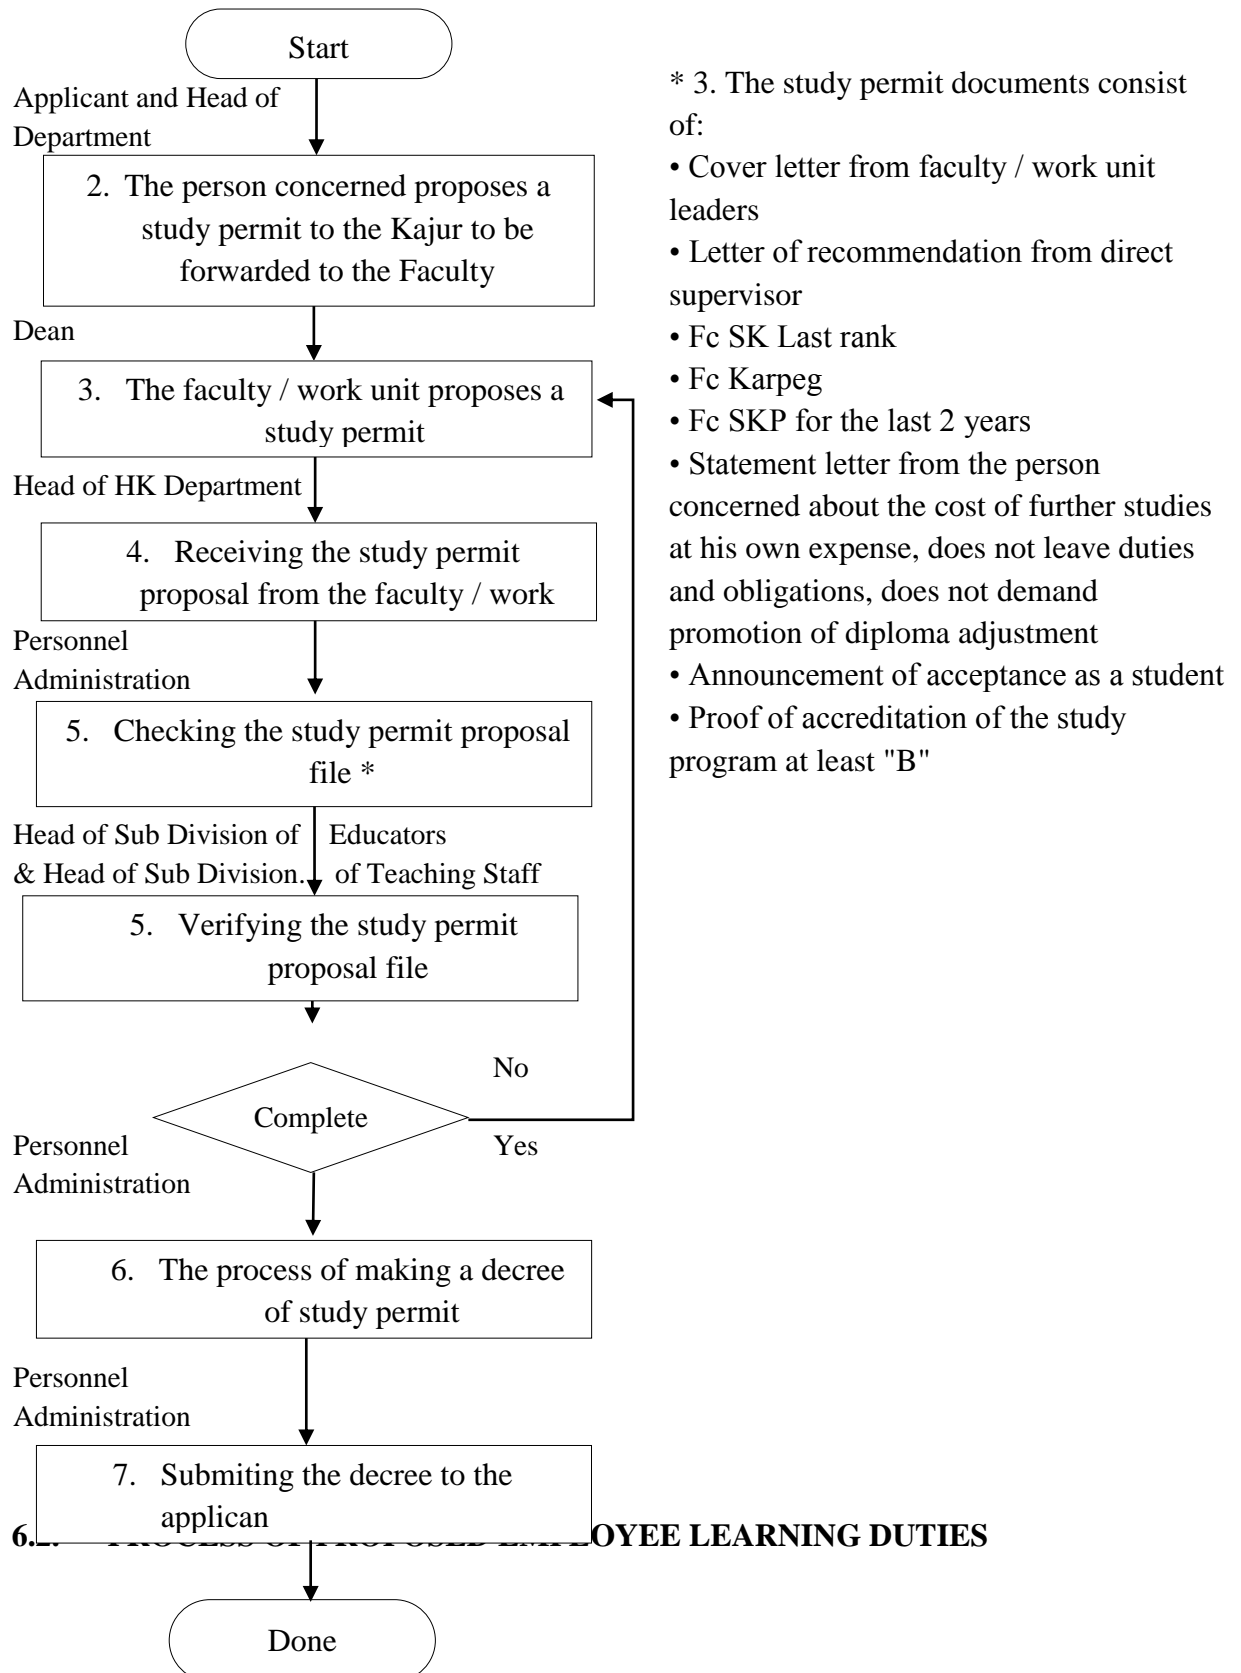 Start
Applicant and Head of
Department
2. The person concerned proposes a
study permit to the Kajur to be
forwarded to the Faculty
Dean
3. The faculty / work unit proposes a
study permit
Head of HK Department
4. Receiving the study permit
proposal from the faculty / work
Personnel
Administration
5. Checking the study permit proposal
file *
Head of Sub Division of Educators
& Head of Sub Division. of Teaching Staff
5. Verifying the study permit
proposal file
No
Complete
Personnel
Administration
Yes
6. The process of making a decree
of study permit
Personnel
Administration
7. Submiting the decree to the
applican
6.2. PROCESS OF PROPOSED EMPLOYEE LEARNING DUTIES
Done
* 3. The study permit documents consist
of:
• Cover letter from faculty / work unit
leaders
• Letter of recommendation from direct
supervisor
• Fc SK Last rank
• Fc Karpeg
• Fc SKP for the last 2 years
• Statement letter from the person
concerned about the cost of further studies
at his own expense, does not leave duties
and obligations, does not demand
promotion of diploma adjustment
• Announcement of acceptance as a student
• Proof of accreditation of the study
program at least "B"